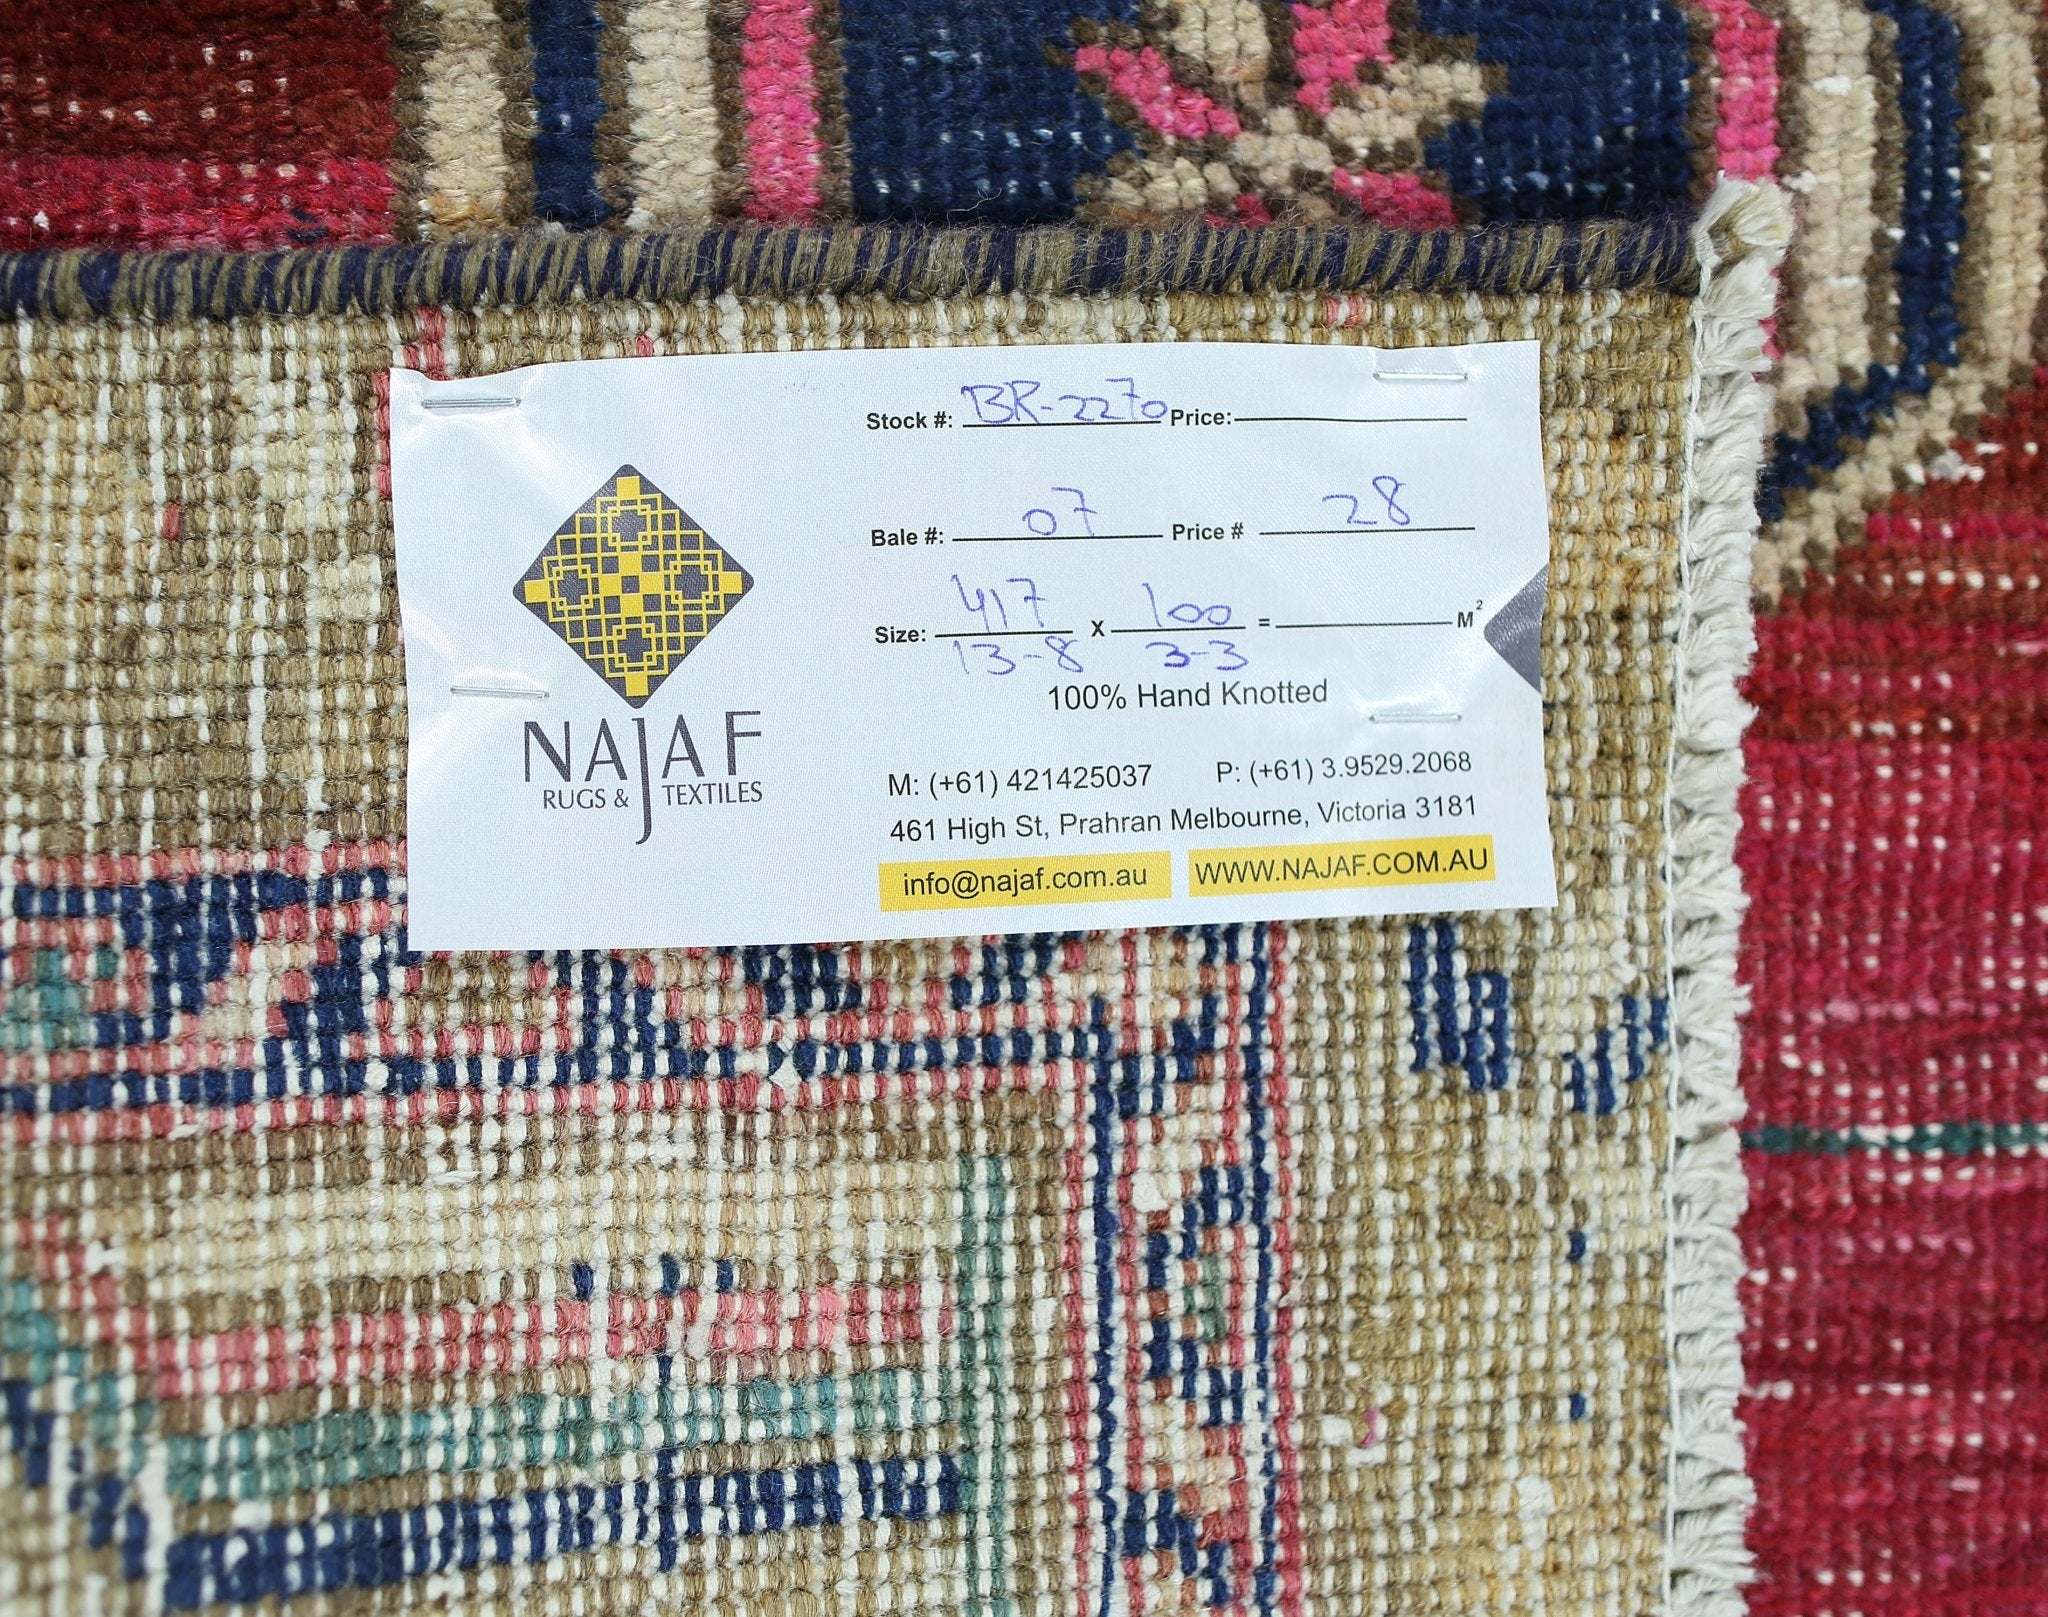 Stock #: BR-2270 Price:
Bale #: 07 Price # 28
Size: 417 X 100 = M²
13-8 3-3
100% Hand Knotted
NAJAF
RUGS & TEXTILES
M: (+61) 421425037 P: (+61) 3.9529.2068
461 High St, Prahran Melbourne, Victoria 3181
info@najaf.com.au WWW.NAJAF.COM.AU